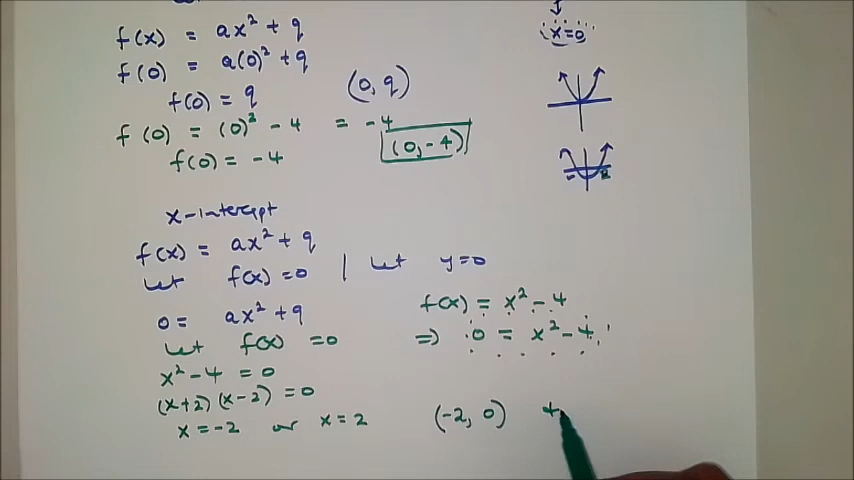 f(x) = ax² + q
x=0
f(0) = a(0)² + q
f(0) = q (0, q)
f(0) = (0)² - 4 = -4
f(0) = -4 (0, -4)
x-intercept
f(x) = ax² + q
Let f(x) = 0 | Let y=0
0 = ax² + q f(x) = x² - 4
Let f(x) = 0 => 0 = x² - 4
x² - 4 = 0
(x+2)(x-2) = 0
x = -2 or x = 2 (-2, 0)